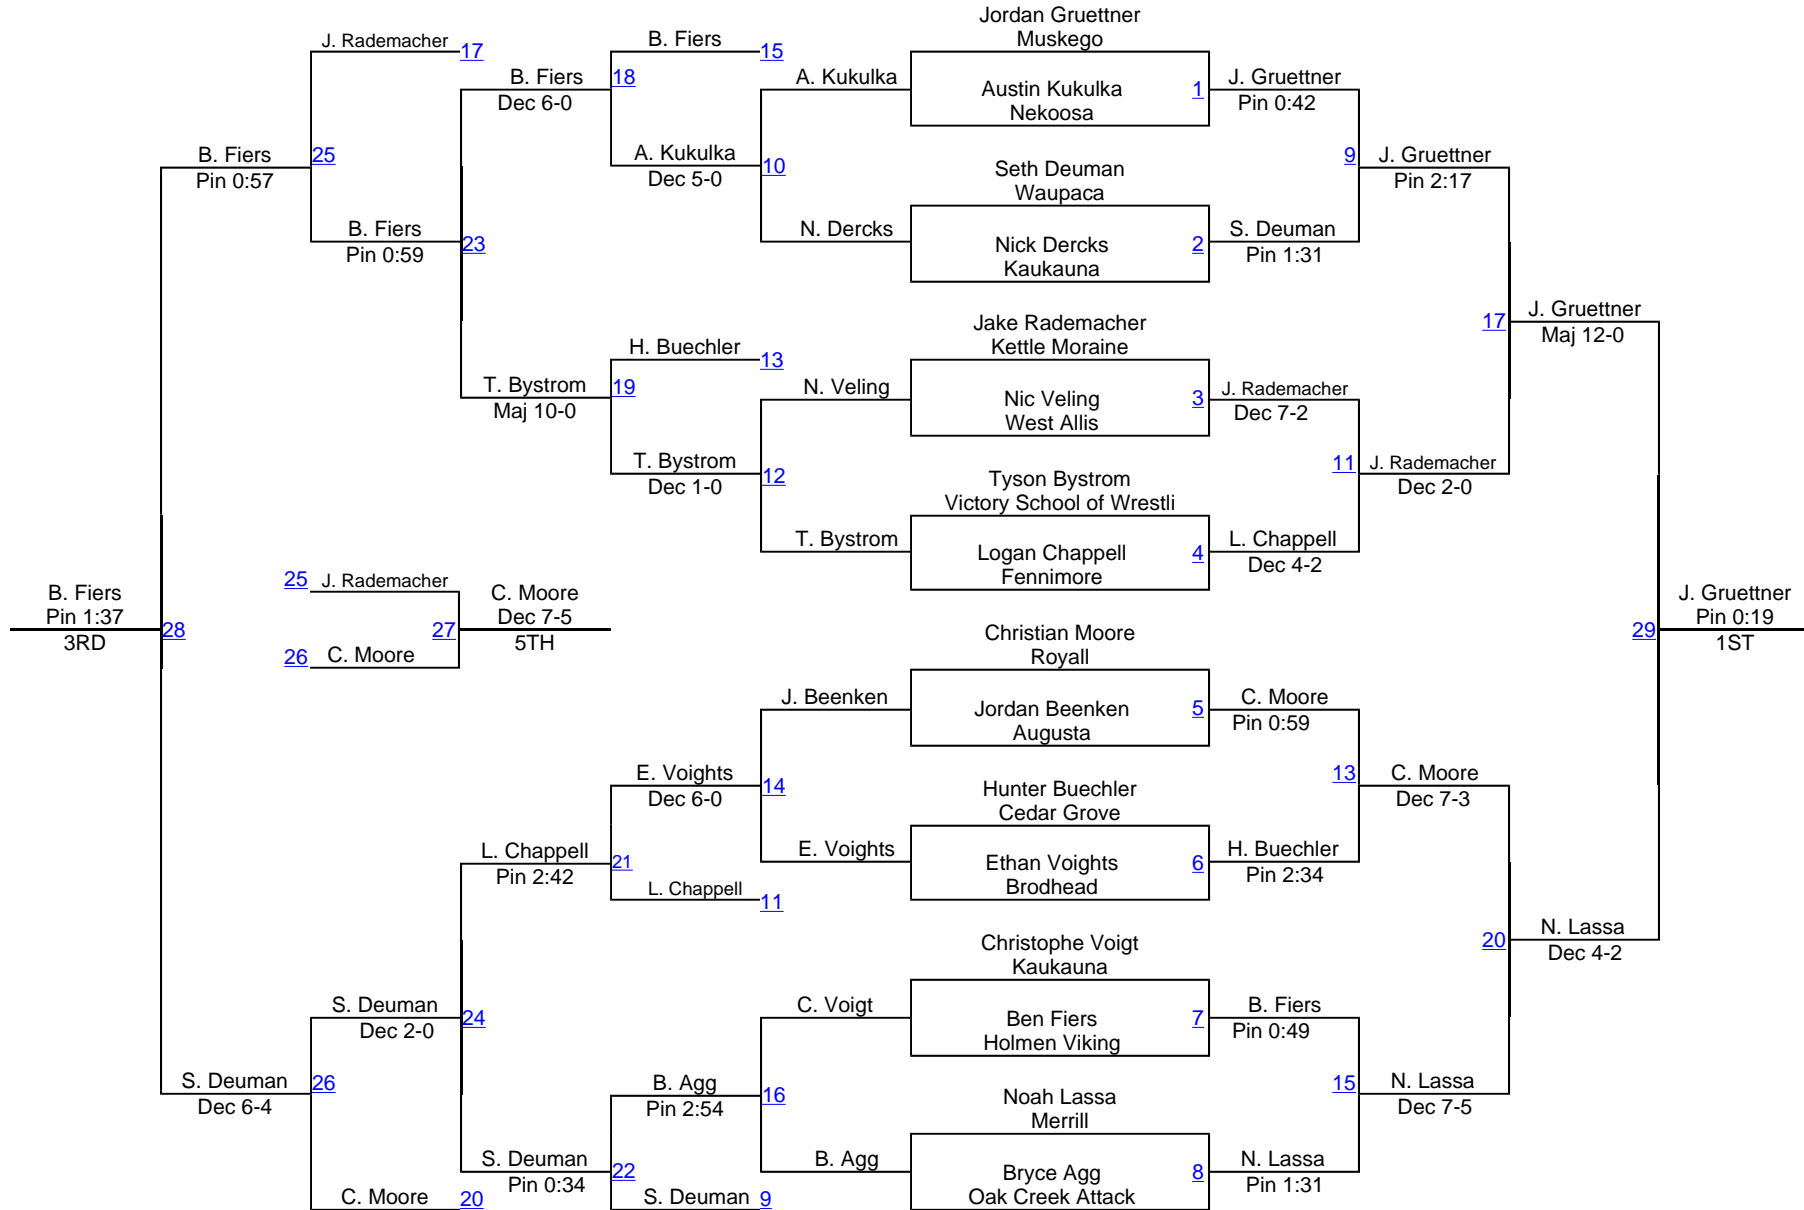 Jordan Gruettner
Muskego
J. Rademacher 17
B. Fiers 15
B. Fiers 18
Dec 6-0
A. Kukulka
Austin Kukulka 1
Nekoosa
J. Gruettner
Pin 0:42
B. Fiers 25
Pin 0:57
A. Kukulka 10
Dec 5-0
Seth Deuman
Waupaca
9 J. Gruettner
Pin 2:17
B. Fiers 23
Pin 0:59
N. Dercks
Nick Dercks 2
Kaukauna
S. Deuman
Pin 1:31
Jake Rademacher
Kettle Moraine
17 J. Gruettner
Maj 12-0
H. Buechler 13
T. Bystrom 19
Maj 10-0
N. Veling
Nic Veling 3
West Allis
J. Rademacher
Dec 7-2
T. Bystrom 12
Dec 1-0
Tyson Bystrom
Victory School of Wrestli
11 J. Rademacher
Dec 2-0
T. Bystrom
Logan Chappell 4
Fennimore
L. Chappell
Dec 4-2
B. Fiers
Pin 1:37
3RD
28
25 J. Rademacher
27
26 C. Moore
C. Moore
Dec 7-5
5TH
29
J. Gruettner
Pin 0:19
1ST
Christian Moore
Royall
J. Beenken
Jordan Beenken 5
Augusta
C. Moore
Pin 0:59
E. Voights 14
Dec 6-0
Hunter Buechler
Cedar Grove
13 C. Moore
Dec 7-3
L. Chappell 21
Pin 2:42
E. Voights
Ethan Voights 6
Brodhead
H. Buechler
Pin 2:34
L. Chappell 11
Christophe Voigt
Kaukauna
20 N. Lassa
Dec 4-2
S. Deuman 24
Dec 2-0
C. Voigt
Ben Fiers 7
Holmen Viking
B. Fiers
Pin 0:49
S. Deuman 26
Dec 6-4
B. Agg 16
Pin 2:54
Noah Lassa
Merrill
15 N. Lassa
Dec 7-5
S. Deuman 22
Pin 0:34
B. Agg
Bryce Agg 8
Oak Creek Attack
N. Lassa
Pin 1:31
C. Moore 20
S. Deuman 9